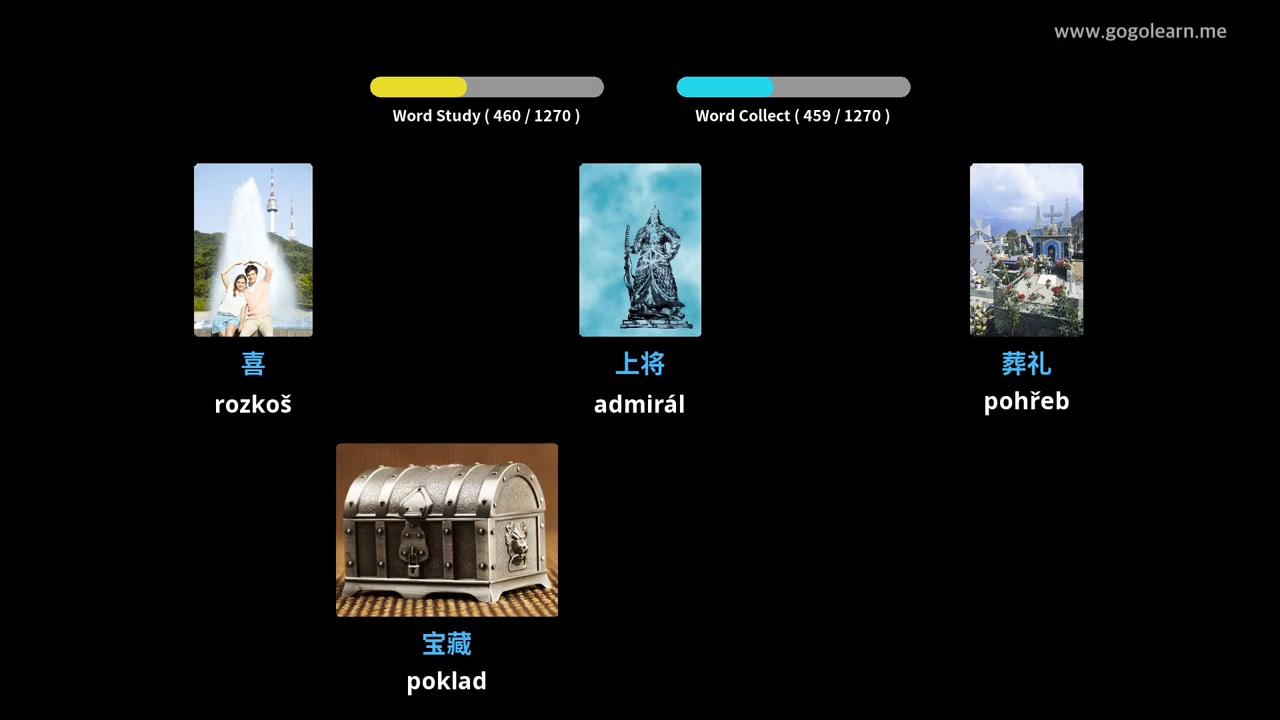 www.gogolearn.me
Word Study ( 460 / 1270 )
Word Collect ( 459 / 1270 )
喜
rozkoš
上将
admirál
葬礼
pohřeb
宝藏
poklad